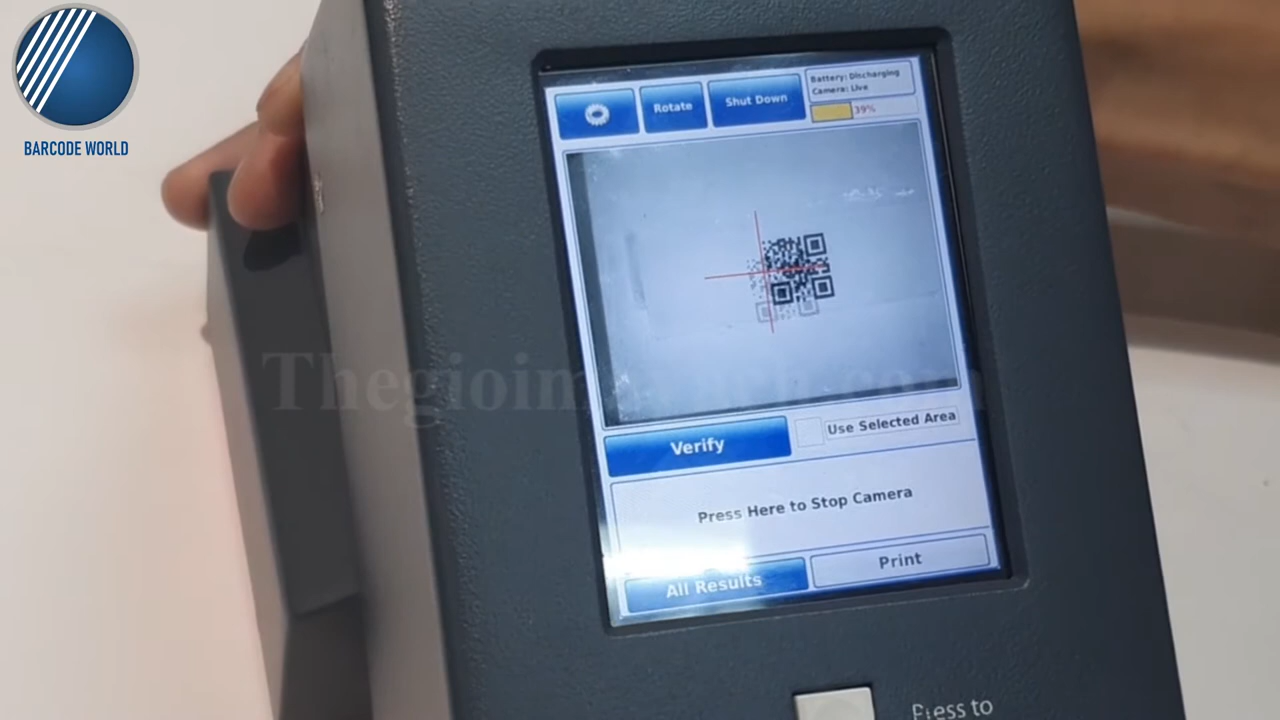 BARCODE WORLD
Rotate
Shut Down
Battery: Discharging
Camera: Live
39%
Verify
Use Selected Area
Press Here to Stop Camera
All Results
Print
Press to